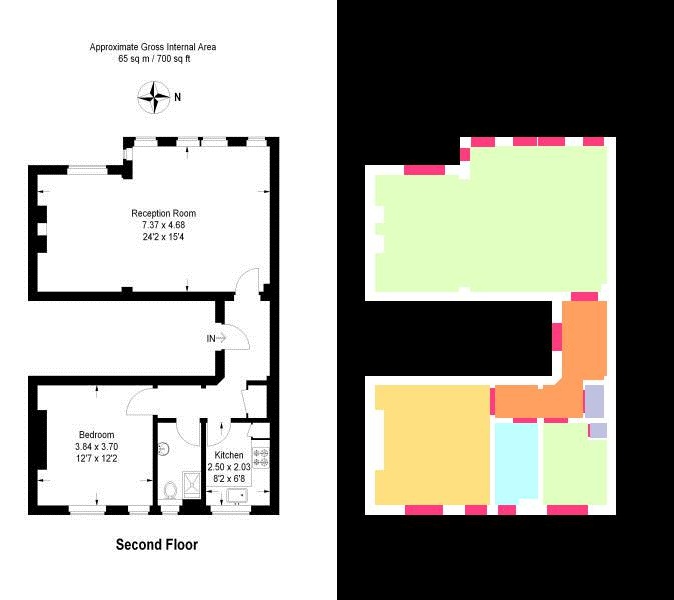 Approximate Gross Internal Area
65 sq m / 700 sq ft
N
Reception Room
7.37 x 4.68
24'2 x 15'4
IN
Bedroom
3.84 x 3.70
12'7 x 12'2
Kitchen
2.50 x 2.03
8'2 x 6'8
Second Floor